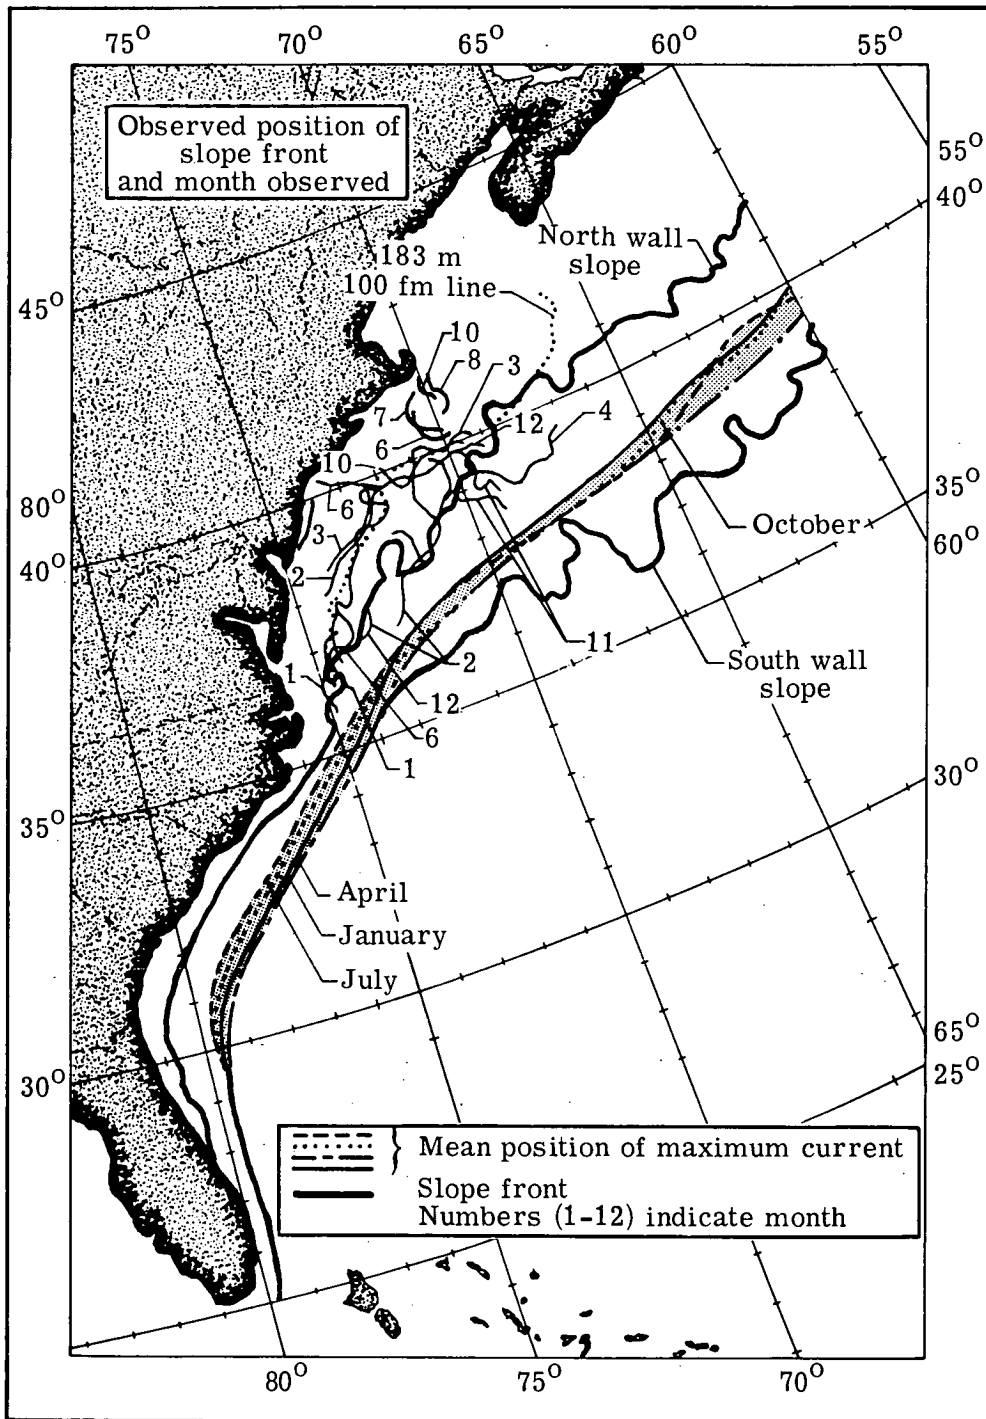 75° 70° 65° 60° 55°
Observed position of
slope front
and month observed
55°
40°
North wall
slope
183 m
100 fm line
45°
10
8
3
7
4
6
12
10
35°
80°
6
October
60°
3
40°
2
11
2
South wall
slope
1
12
6
1
30°
35°
April
January
July
65°
30°
25°
Mean position of maximum current
Slope front
Numbers (1-12) indicate month
80° 75° 70°